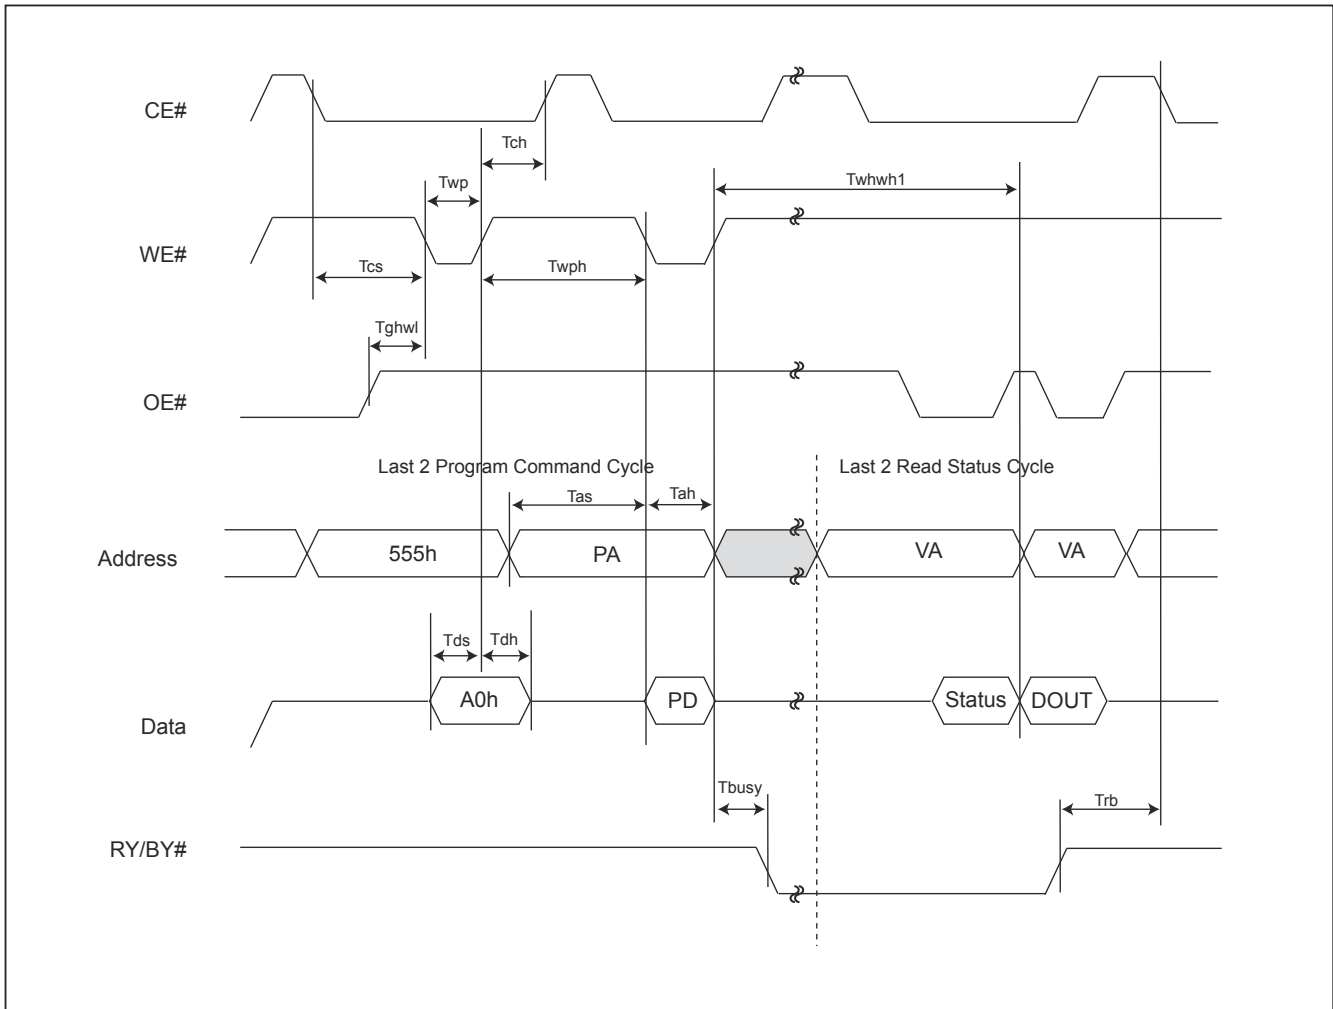 CE#
Tch
Twp
Twhwh1
WE#
Tcs
Twph
Tghwl
OE#
Last 2 Program Command Cycle
Last 2 Read Status Cycle
Tas
Tah
Address
555h
PA
VA
VA
Tds
Tdh
A0h
PD
Status
DOUT
Data
Tbusy
Trb
RY/BY#